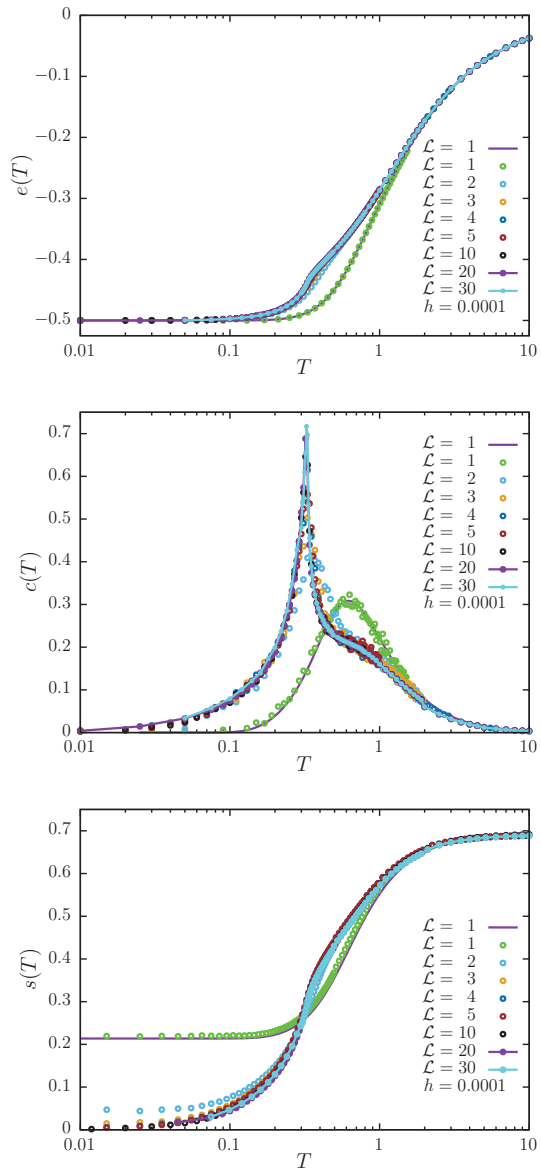 0
−0.1
−0.2
−0.3
−0.4
−0.5
e(T)
ℒ = 1
ℒ = 1
ℒ = 2
ℒ = 3
ℒ = 4
ℒ = 5
ℒ = 10
ℒ = 20
ℒ = 30
h = 0.0001
0.01 0.1 1 10
T
0.7
0.6
0.5
0.4
0.3
0.2
0.1
0
c(T)
ℒ = 1
ℒ = 1
ℒ = 2
ℒ = 3
ℒ = 4
ℒ = 5
ℒ = 10
ℒ = 20
ℒ = 30
h = 0.0001
0.01 0.1 1 10
T
0.7
0.6
0.5
0.4
0.3
0.2
0.1
0
s(T)
ℒ = 1
ℒ = 1
ℒ = 2
ℒ = 3
ℒ = 4
ℒ = 5
ℒ = 10
ℒ = 20
ℒ = 30
h = 0.0001
0.01 0.1 1 10
T